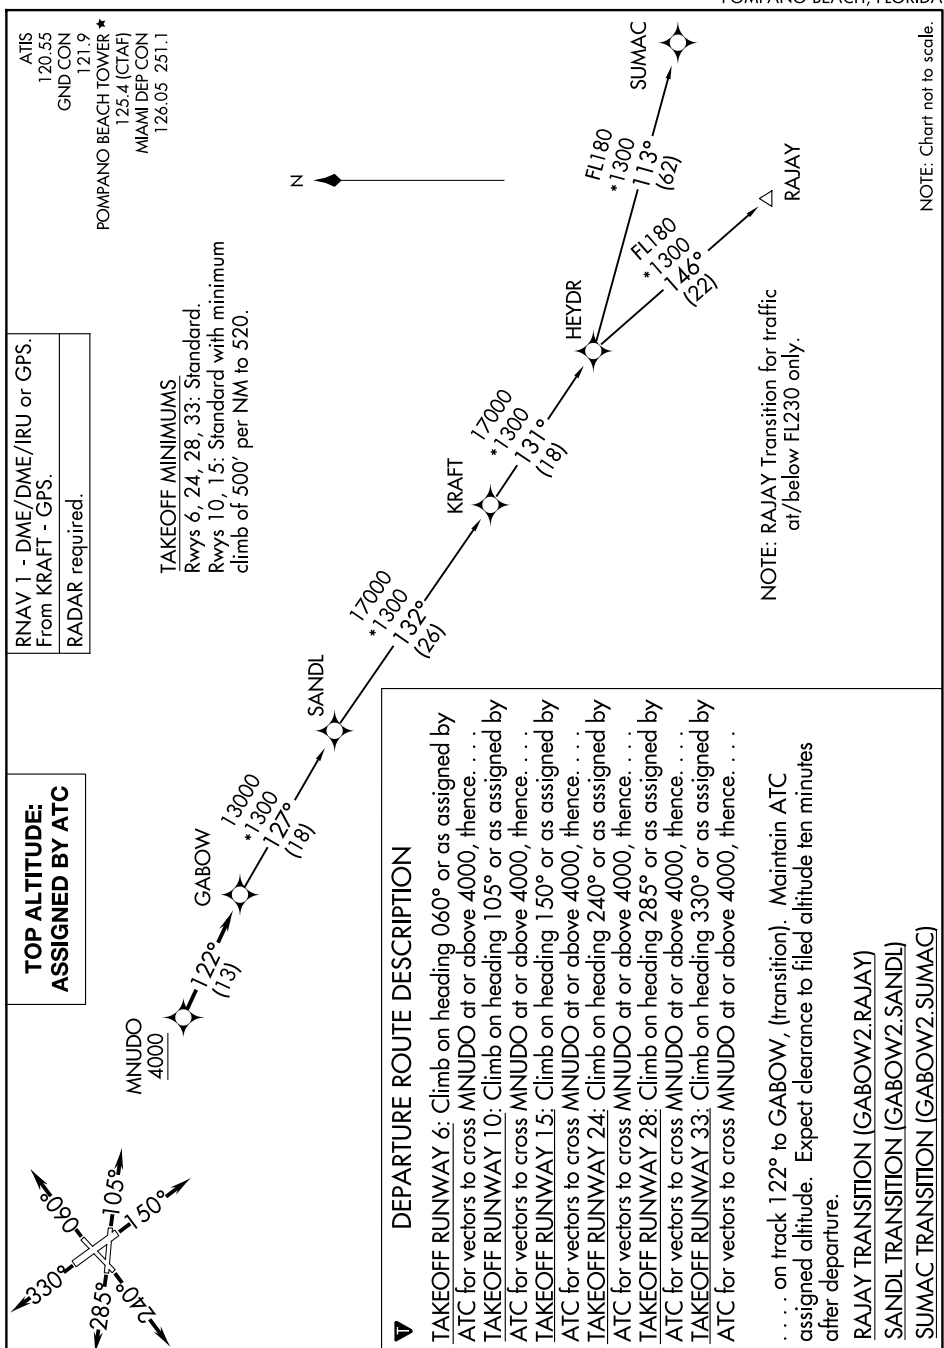 POMPANO BEACH, FLORIDA
TOP ALTITUDE:
ASSIGNED BY ATC
RNAV 1 - DME/DME/IRU or GPS.
From KRAFT - GPS.
RADAR required.
ATIS
120.55
GND CON
121.9
POMPANO BEACH TOWER ★
125.4 (CTAF)
MIAMI DEP CON
126.05 251.1
TAKEOFF MINIMUMS
Rwys 6, 24, 28, 33: Standard.
Rwys 10, 15: Standard with minimum
climb of 500' per NM to 520.
N
330°
060°
105°
150°
240°
285°
MNUDO
4000
122°
(13)
GABOW
13000
*1300
127°
(18)
SANDL
17000
*1300
132°
(26)
KRAFT
17000
*1300
131°
(18)
HEYDR
FL180
*1300
113°
(62)
SUMAC
FL180
*1300
146°
(22)
RAJAY
NOTE: RAJAY Transition for traffic
at/below FL230 only.
NOTE: Chart not to scale.
T
DEPARTURE ROUTE DESCRIPTION
TAKEOFF RUNWAY 6: Climb on heading 060° or as assigned by
ATC for vectors to cross MNUDO at or above 4000, thence. . . .
TAKEOFF RUNWAY 10: Climb on heading 105° or as assigned by
ATC for vectors to cross MNUDO at or above 4000, thence. . . .
TAKEOFF RUNWAY 15: Climb on heading 150° or as assigned by
ATC for vectors to cross MNUDO at or above 4000, thence. . . .
TAKEOFF RUNWAY 24: Climb on heading 240° or as assigned by
ATC for vectors to cross MNUDO at or above 4000, thence. . . .
TAKEOFF RUNWAY 28: Climb on heading 285° or as assigned by
ATC for vectors to cross MNUDO at or above 4000, thence. . . .
TAKEOFF RUNWAY 33: Climb on heading 330° or as assigned by
ATC for vectors to cross MNUDO at or above 4000, thence. . . .
. . . . on track 122° to GABOW, (transition). Maintain ATC
assigned altitude. Expect clearance to filed altitude ten minutes
after departure.
RAJAY TRANSITION (GABOW2.RAJAY)
SANDL TRANSITION (GABOW2.SANDL)
SUMAC TRANSITION (GABOW2.SUMAC)